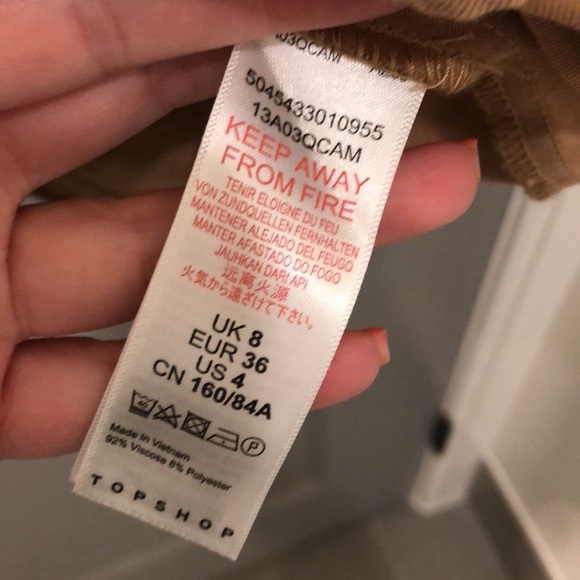 03QCAM
5045433010955
13A03QCAM
KEEP AWAY
FROM FIRE
TENIR ELOIGNE DU FEU
VON ZUNDQUELLEN FERNHALTEN
MANTENER ALEJADO DEL FUEGO
MANTER AFASTADO DO FOGO
JAUHKAN DARI API
远离火源
火気から遠ざけて下さい。
UK 8
EUR 36
US 4
CN 160/84A
40
P
Made In Vietnam
92% Viscose 8% Polyester
TOPSHOP